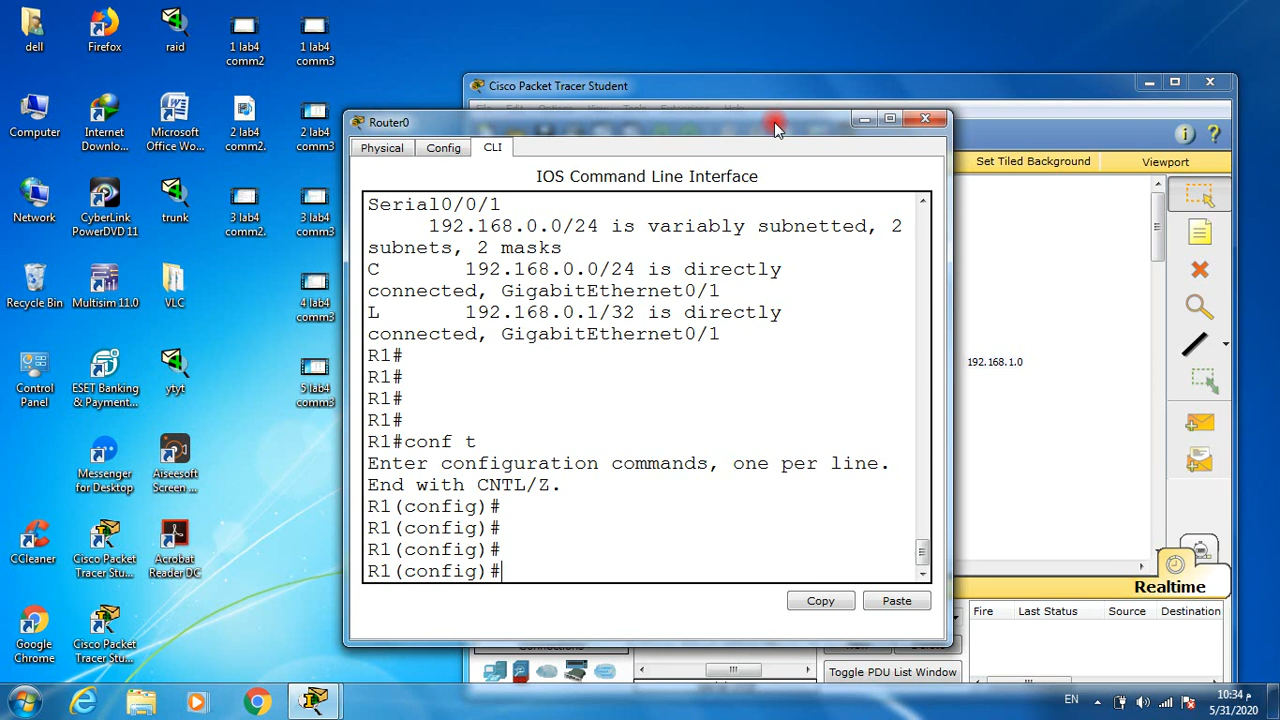 dell
Firefox
raid
1 lab4
comm2
1 lab4
comm3
Computer
Internet
Downlo...
Microsoft
Office Wo...
2 lab4
comm2.
2 lab4
comm3
Network
CyberLink
PowerDVD 11
trunk
3 lab4
comm2.
3 lab4
comm3
Recycle Bin
Multisim 11.0
VLC
4 lab4
comm3
Control
Panel
ESET Banking
& Payment...
ytyt
5 lab4
comm3
Messenger
for Desktop
Aiseesoft
Screen ...
CCleaner
Cisco Packet
Tracer Stu...
Acrobat
Reader DC
Google
Chrome
Cisco Packet
Tracer Stu...
Cisco Packet Tracer Student
File Edit Options View Tools Extensions Help
Set Tiled Background
Viewport
192.168.1.0
Router0
Physical Config CLI
IOS Command Line Interface
Serial0/0/1
192.168.0.0/24 is variably subnetted, 2
subnets, 2 masks
C 192.168.0.0/24 is directly
connected, GigabitEthernet0/1
L 192.168.0.1/32 is directly
connected, GigabitEthernet0/1
R1#
R1#
R1#
R1#
R1#conf t
Enter configuration commands, one per line.
End with CNTL/Z.
R1(config)#
R1(config)#
R1(config)#
R1(config)#
Copy Paste
Realtime
Fire Last Status Source Destination
Toggle PDU List Window
EN
10:34 م
5/31/2020